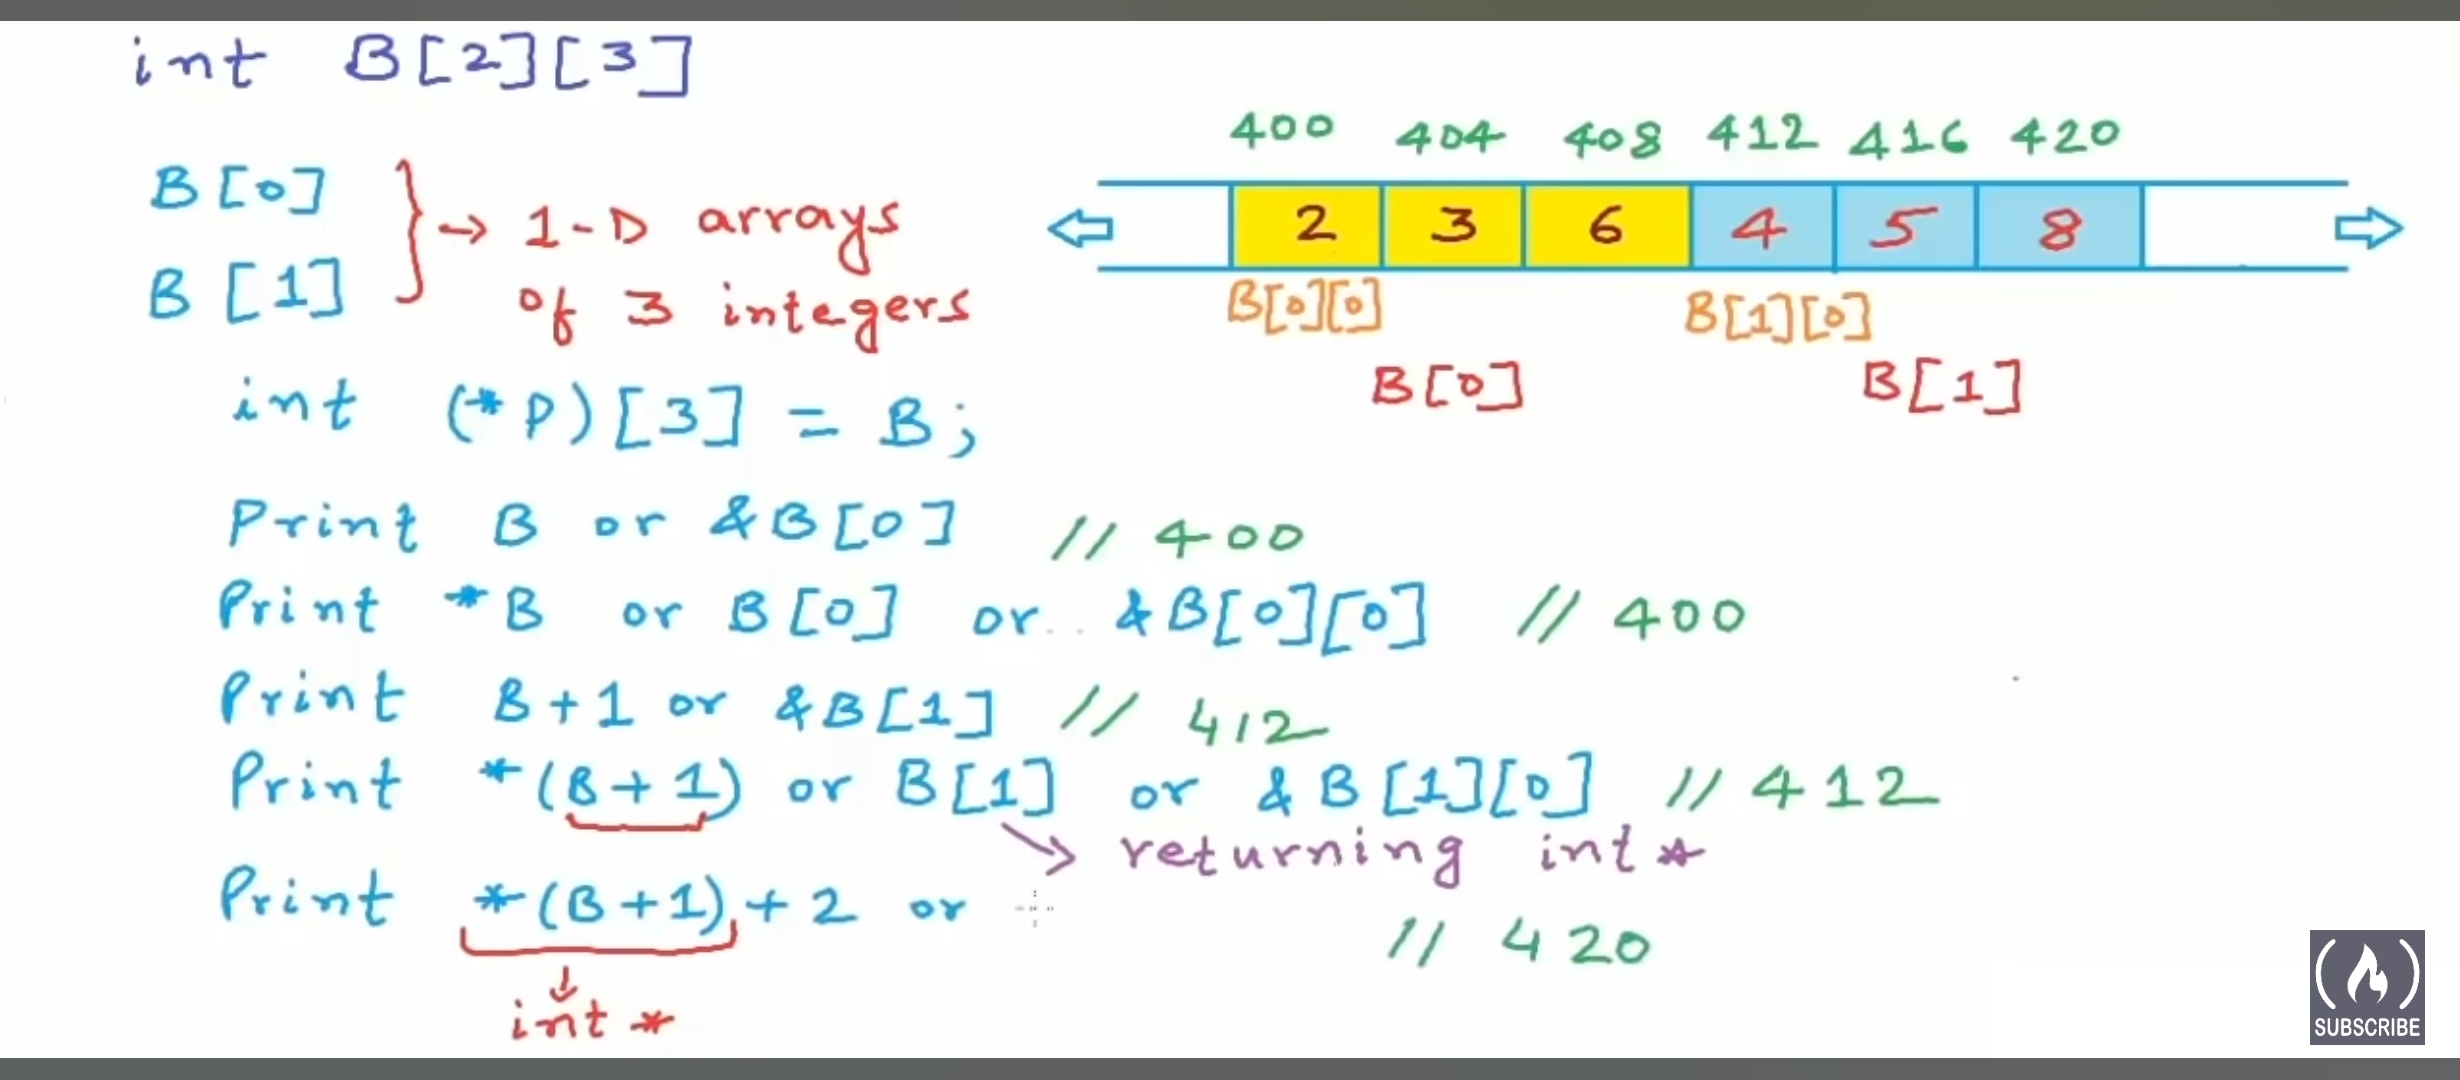 int B[2][3]
400 404 408 412 416 420
B[0]
B[1]
→ 1-D arrays
of 3 integers
2 3 6 4 5 8
B[0][0] B[1][0]
B[0] B[1]
int (*P)[3] = B;
Print B or &B[0] // 400
Print *B or B[0] or &B[0][0] // 400
Print B+1 or &B[1] // 412
Print *(B+1) or B[1] or &B[1][0] // 412
returning int*
Print *(B+1)+2 or // 420
int *
SUBSCRIBE